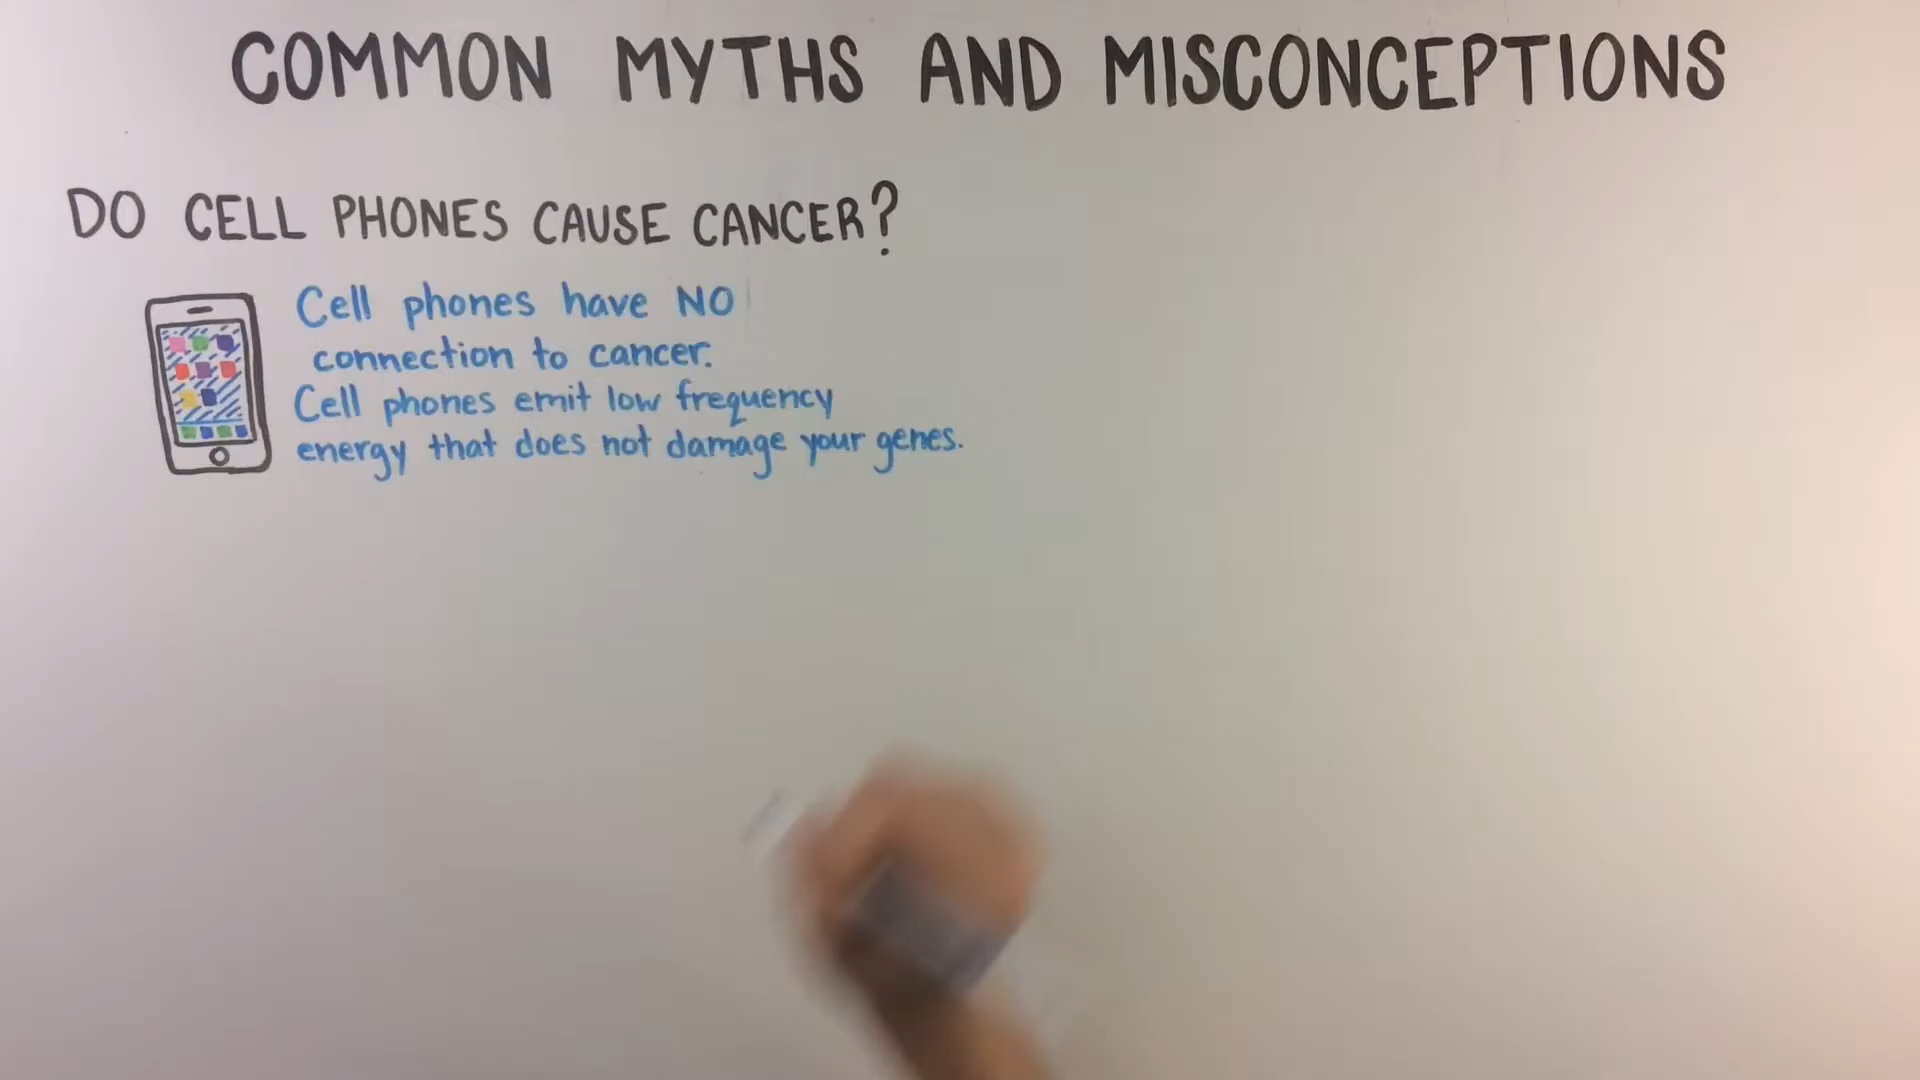 COMMON MYTHS AND MISCONCEPTIONS
DO CELL PHONES CAUSE CANCER?
Cell phones have NO
connection to cancer.
Cell phones emit low frequency
energy that does not damage your genes.